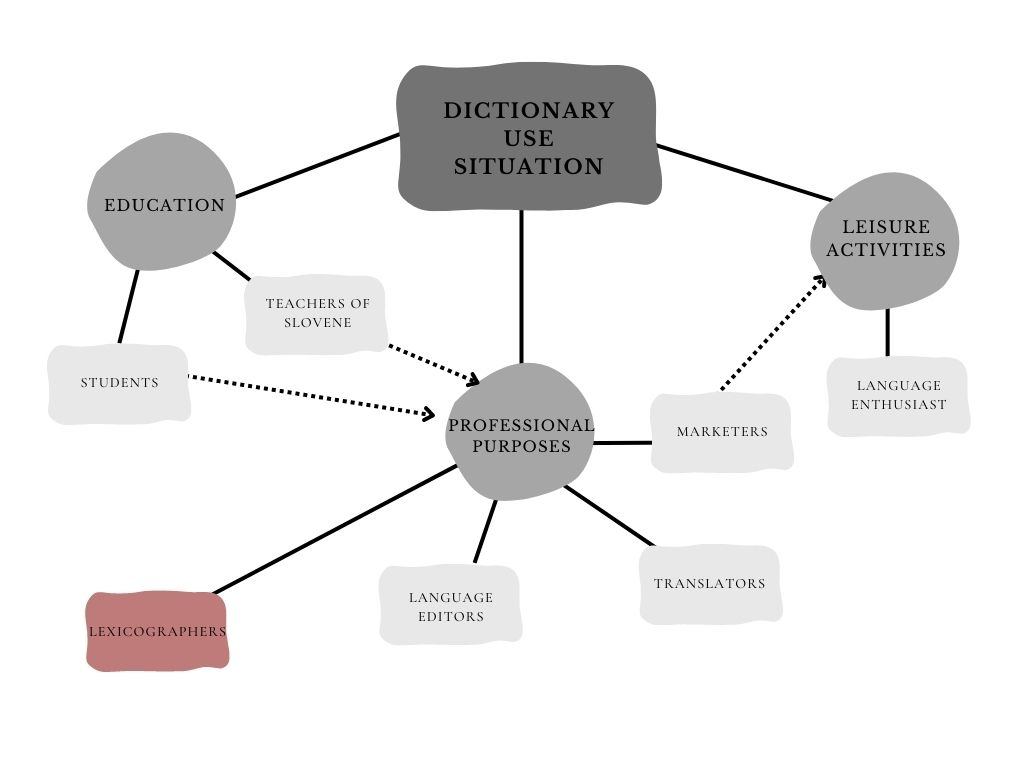 DICTIONARY
USE
SITUATION
EDUCATION
LEISURE
ACTIVITIES
TEACHERS OF
SLOVENE
STUDENTS
PROFESSIONAL
PURPOSES
MARKETERS
LANGUAGE
ENTHUSIAST
LEXICOGRAPHERS
LANGUAGE
EDITORS
TRANSLATORS